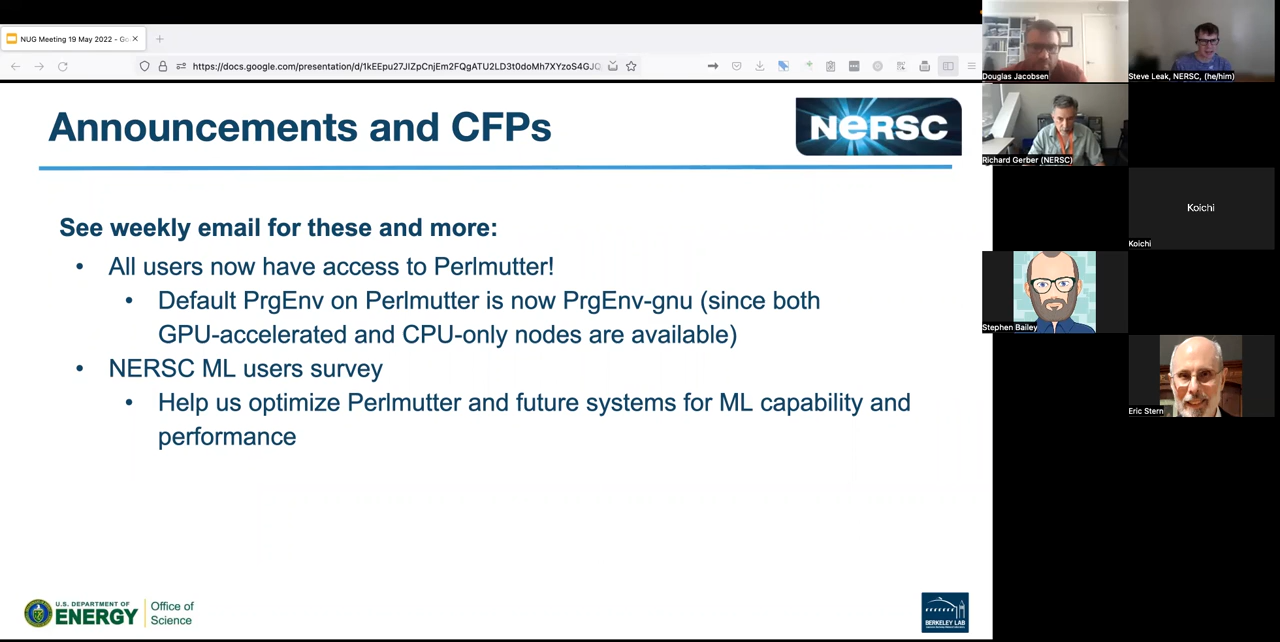 NUG Meeting 19 May 2022 - Go
https://docs.google.com/presentation/d/1kEEpu27JIZpCnjEm2FQgATU2LD3t0doMh7XYzoS4GJQ
Announcements and CFPs
NERSC
See weekly email for these and more:
• All users now have access to Perlmutter!
• Default PrgEnv on Perlmutter is now PrgEnv-gnu (since both
GPU-accelerated and CPU-only nodes are available)
• NERSC ML users survey
• Help us optimize Perlmutter and future systems for ML capability and
performance
U.S. DEPARTMENT OF
ENERGY
Office of
Science
BERKELEY LAB
Douglas Jacobsen
Steve Leak, NERSC, (he/him)
Richard Gerber (NERSC)
Koichi
Koichi
Stephen Bailey
Eric Stern